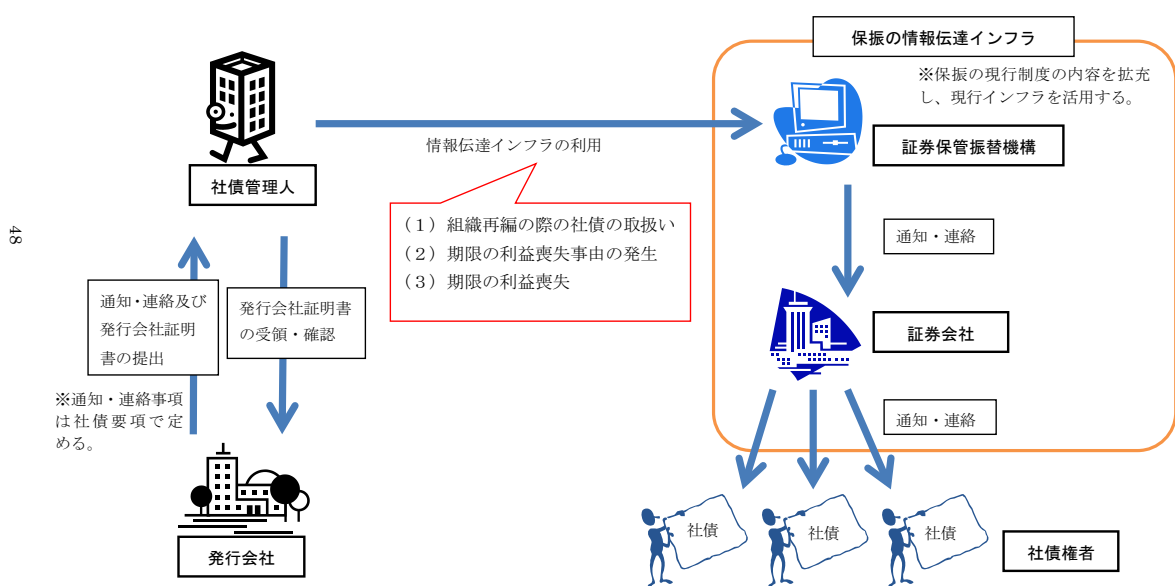 保振の情報伝達インフラ
※保振の現行制度の内容を拡充
し、現行インフラを活用する。
証券保管振替機構
情報伝達インフラの利用
社債管理人
（１）組織再編の際の社債の取扱い
（２）期限の利益喪失事由の発生
（３）期限の利益喪失
48
通知・連絡
通知・連絡及び
発行会社証明
書の提出
発行会社証明書
の受領・確認
証券会社
※通知・連絡事項
は社債要項で定
める。
通知・連絡
発行会社
社債
社債
社債
社債権者